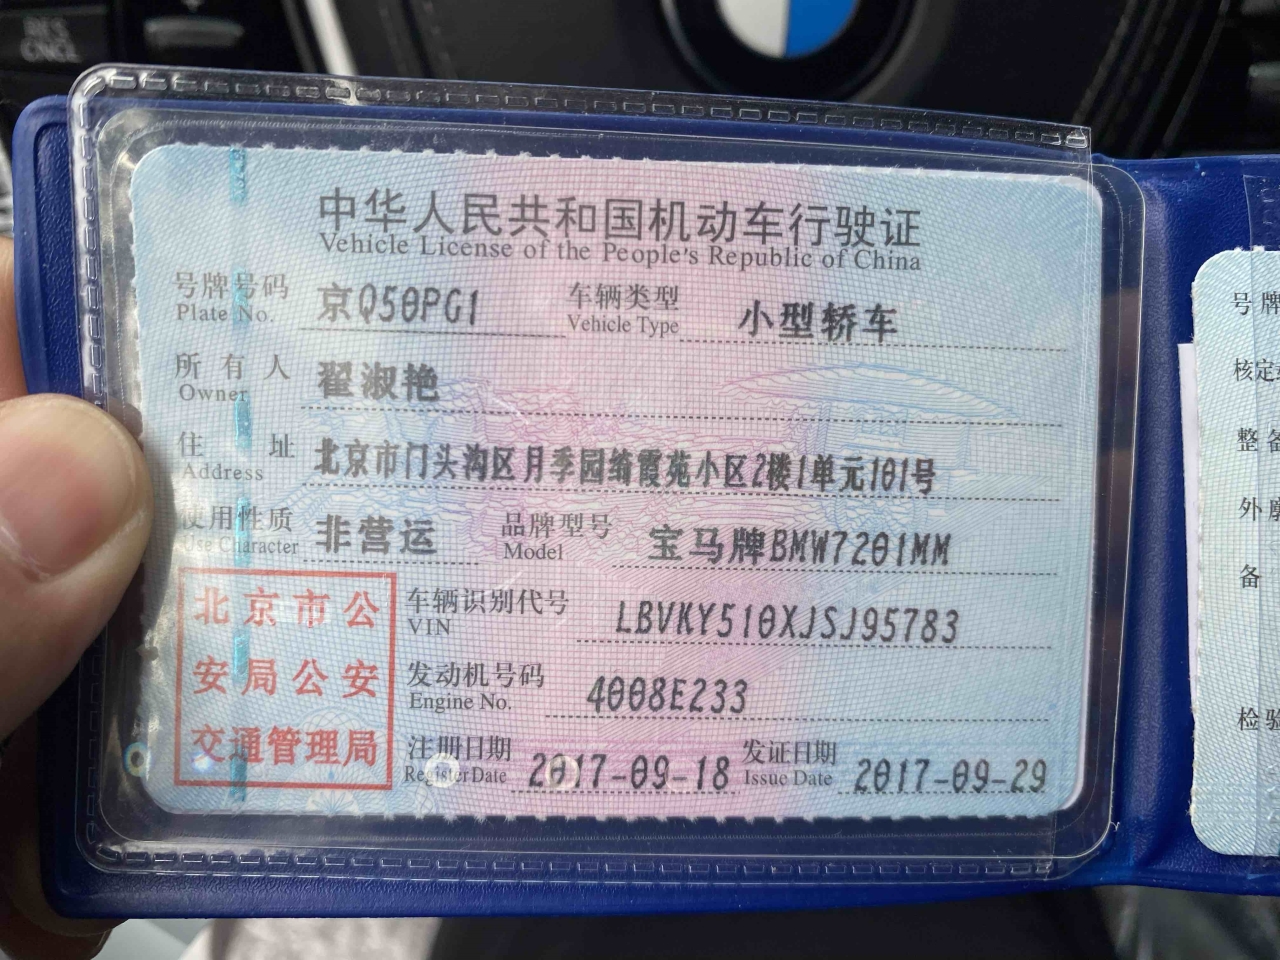 RES
CNCL
中华人民共和国机动车行驶证
Vehicle License of the People's Republic of China
号牌号码 京Q50PG1 车辆类型 小型轿车
Plate No. Vehicle Type
所有人 翟淑艳
Owner
住址 北京市门头沟区月季园绮霞苑小区2楼1单元101号
Address
使用性质 非营运 品牌型号 宝马牌BMW7201MM
Use Character Model
车辆识别代号 LBVKY510XJSJ95783
VIN
发动机号码 4008E233
Engine No.
注册日期 2017-09-18 发证日期 2017-09-29
Register Date Issue Date
北京市公
安局公安
交通管理局
号牌
核定
整备
外廓
备
检验